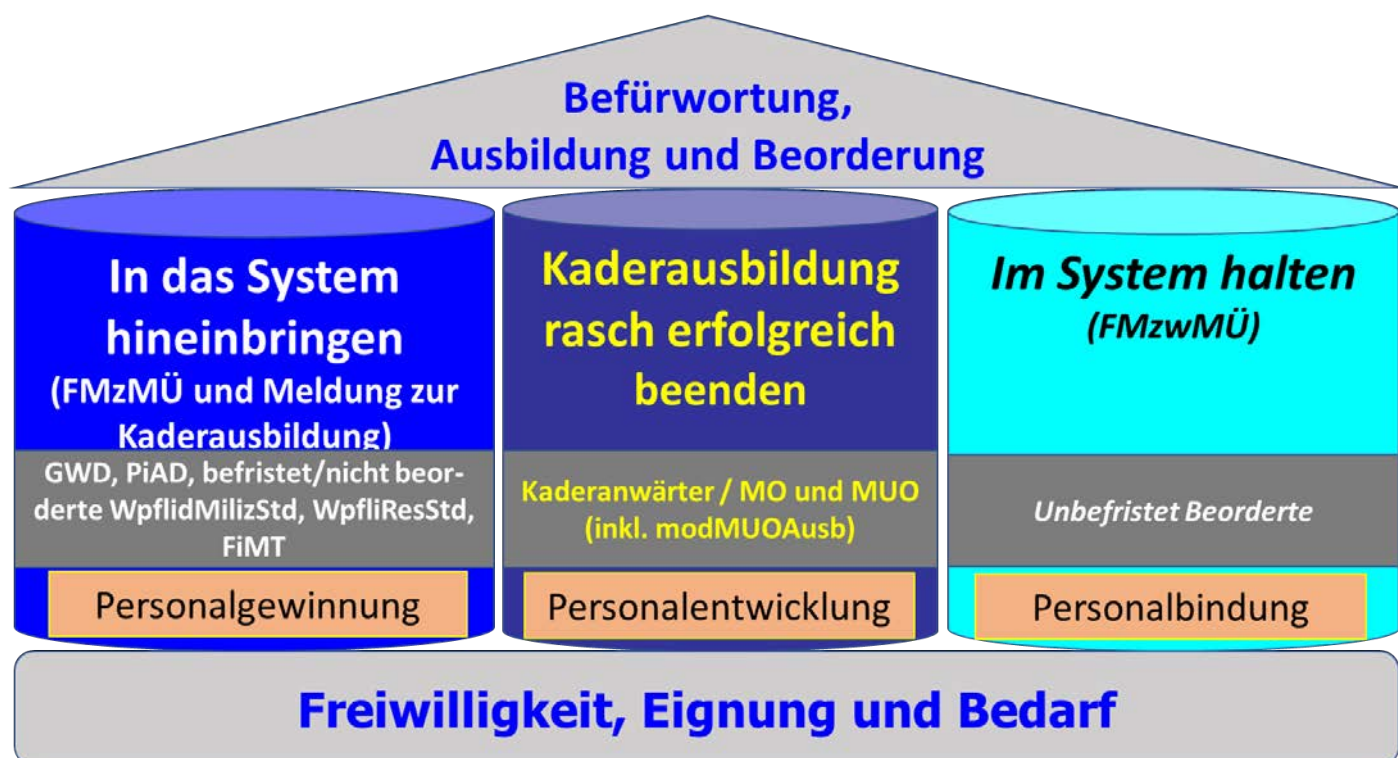 Befürwortung,
Ausbildung und Beorderung
In das System
hineinbringen
(FMzMÜ und Meldung zur
Kaderausbildung)
GWD, PiAD, befristet/nicht beor-
derte WpflidMilizStd, WpfliResStd,
FiMT
Personalgewinnung
Kaderausbildung
rasch erfolgreich
beenden
Kaderanwärter / MO und MUO
(inkl. modMUOAusb)
Personalentwicklung
Im System halten
(FMzwMÜ)
Unbefristet Beorderte
Personalbindung
Freiwilligkeit, Eignung und Bedarf